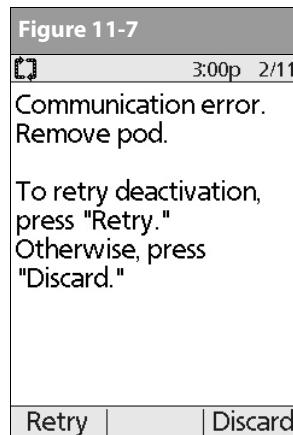 Figure 11-7
3:00p 2/11
Communication error.
Remove pod.
To retry deactivation,
press "Retry."
Otherwise, press
"Discard."
Retry Discard